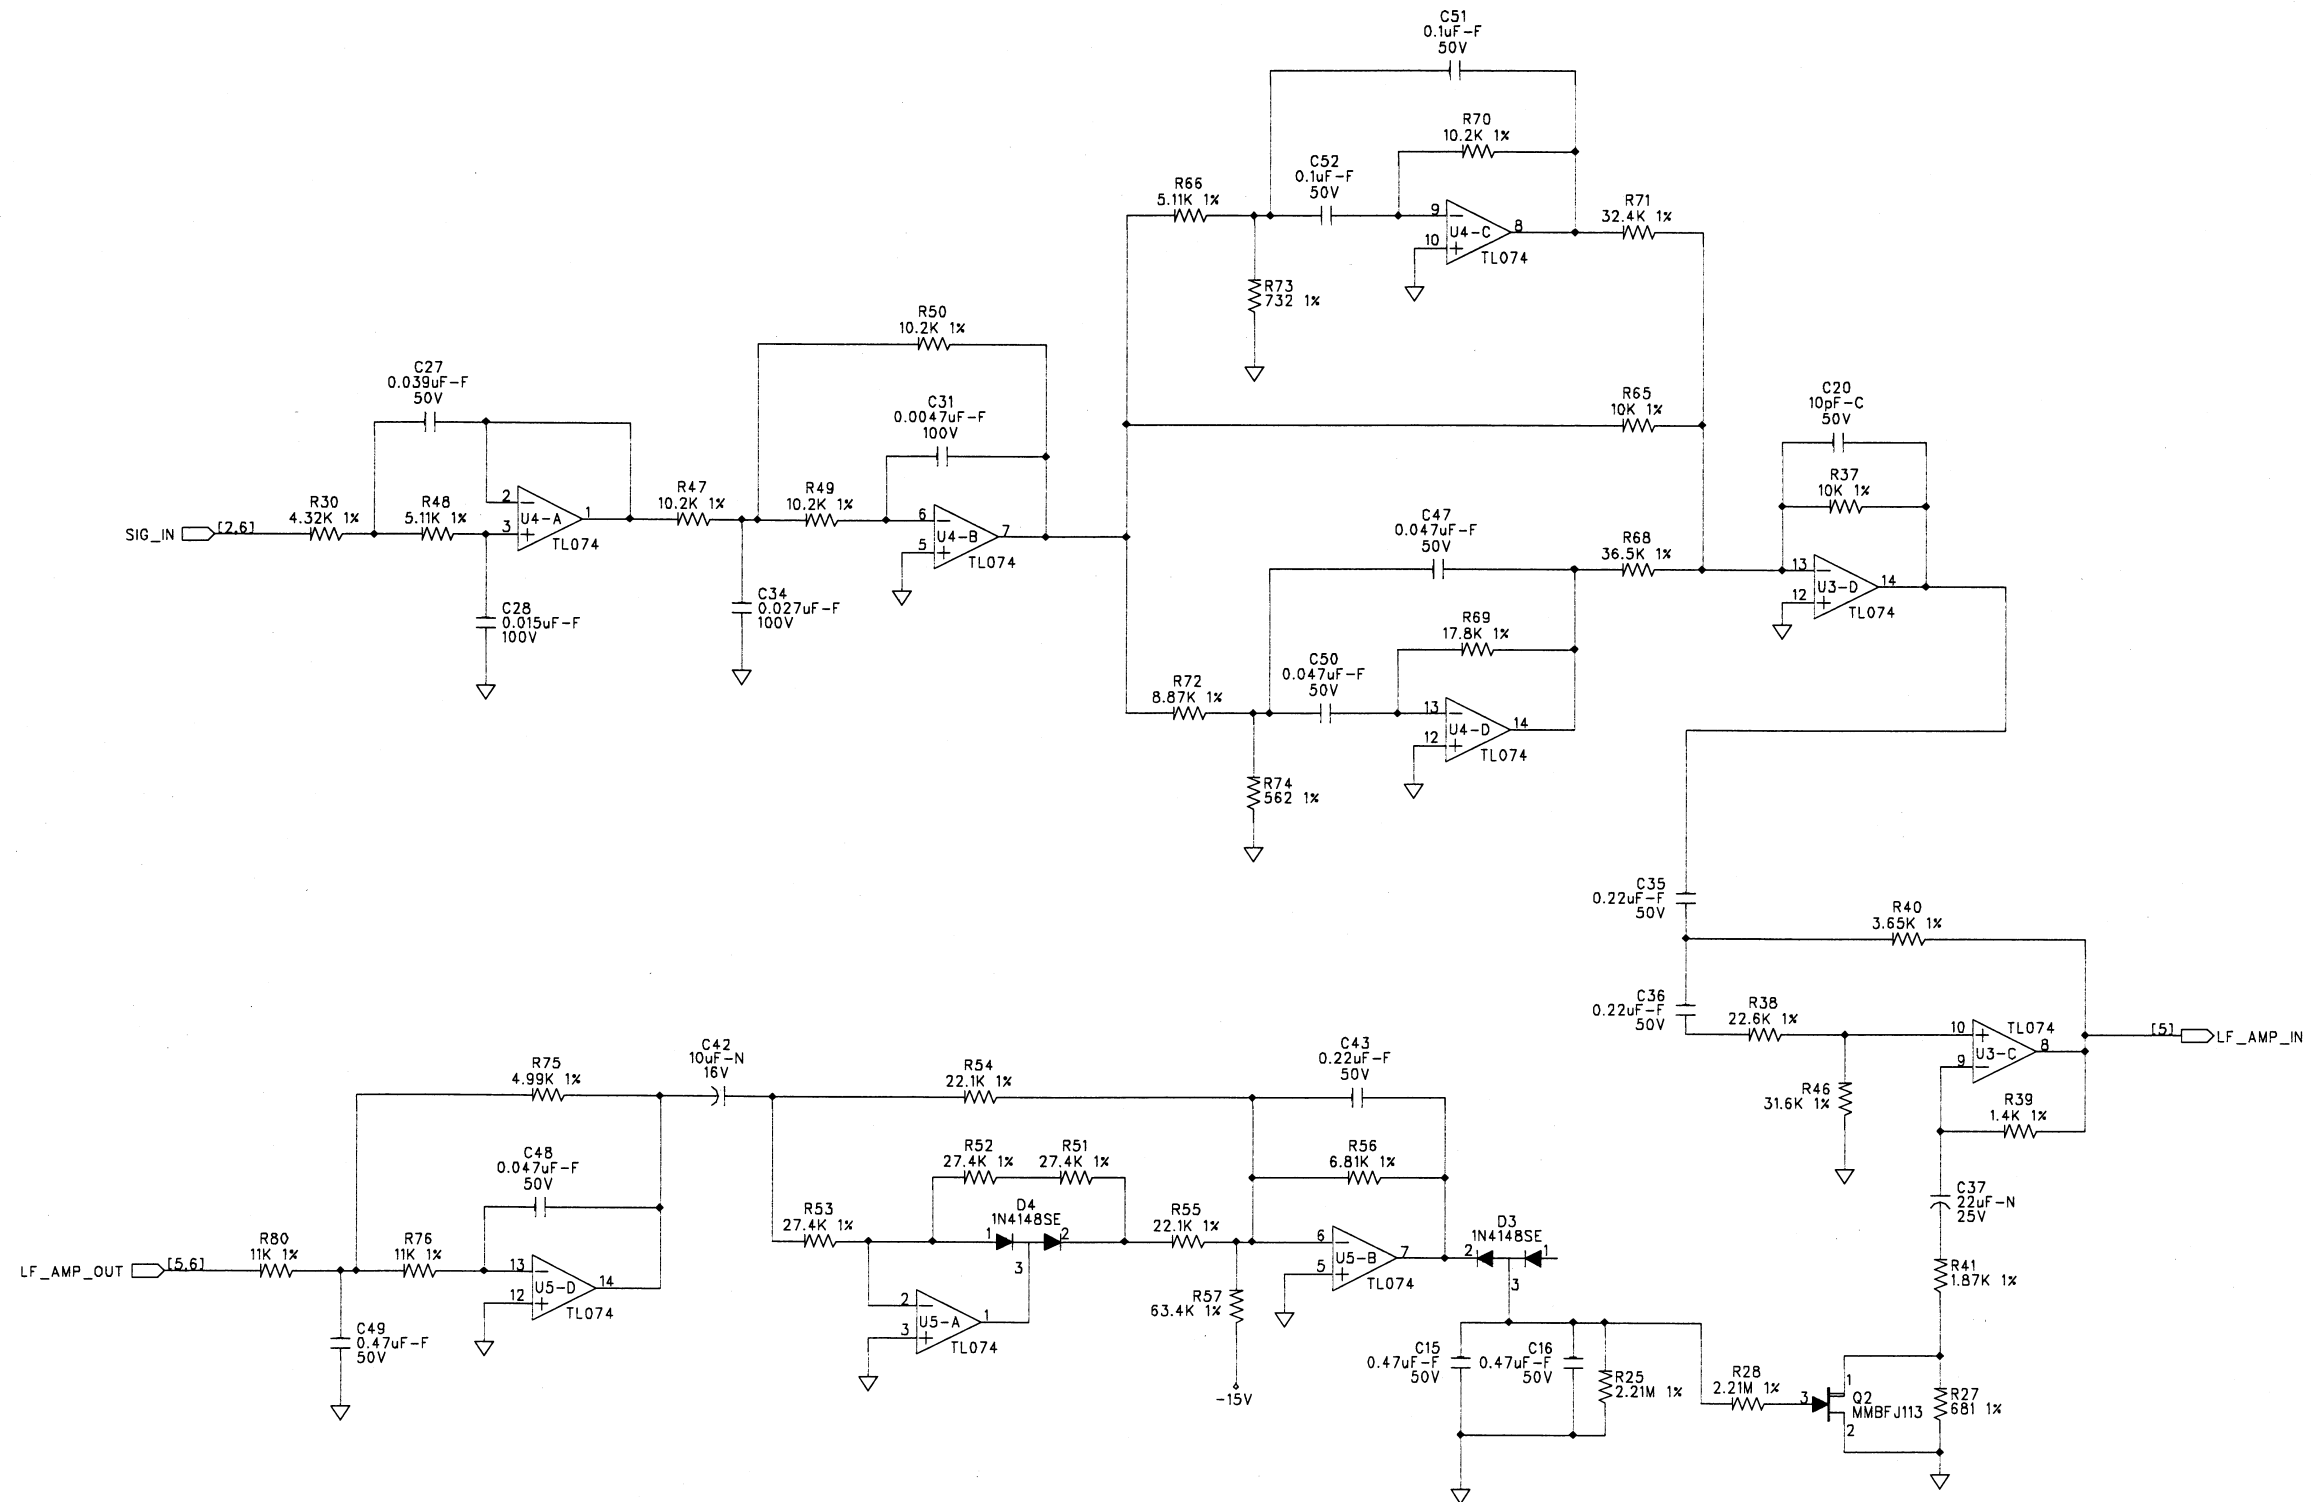 C51
0.1uF-F
50V
R70
10.2K 1%
C52
0.1uF-F
50V
R66
5.11K 1%
9
U4-C
10
8
TL074
R71
32.4K 1%
R73
732 1%
R50
10.2K 1%
C27
0.039uF-F
50V
C31
0.0047uF-F
100V
R65
10K 1%
C20
10pF-C
50V
R37
10K 1%
SIG_IN
[2,6]
R30
4.32K 1%
R48
5.11K 1%
2
3
U4-A
1
TL074
R47
10.2K 1%
R49
10.2K 1%
6
5
U4-B
7
TL074
C28
0.015uF-F
100V
C34
0.027uF-F
100V
C47
0.047uF-F
50V
R68
36.5K 1%
13
12
U3-D
14
TL074
R69
17.8K 1%
C50
0.047uF-F
50V
R72
8.87K 1%
13
12
U4-D
14
TL074
R74
562 1%
C35
0.22uF-F
50V
R40
3.65K 1%
C36
0.22uF-F
50V
R38
22.6K 1%
10
9
TL074
U3-C
8
[5]
LF_AMP_IN
R46
31.6K 1%
R39
1.4K 1%
C37
22uF-N
25V
R41
1.87K 1%
R75
4.99K 1%
C42
10uF-N
16V
R54
22.1K 1%
C43
0.22uF-F
50V
C48
0.047uF-F
50V
R52
27.4K 1%
R51
27.4K 1%
R56
6.81K 1%
LF_AMP_OUT
[5,6]
R80
11K 1%
R76
11K 1%
13
12
U5-D
14
TL074
R53
27.4K 1%
D4
1N4148SE
1
2
3
R55
22.1K 1%
6
5
U5-B
7
TL074
D3
1N4148SE
2
1
3
C49
0.47uF-F
50V
2
3
U5-A
1
TL074
R57
63.4K 1%
-15V
C15
0.47uF-F
50V
C16
0.47uF-F
50V
R25
2.21M 1%
R28
2.21M 1%
3
1
Q2
MMBFJ113
2
R27
681 1%